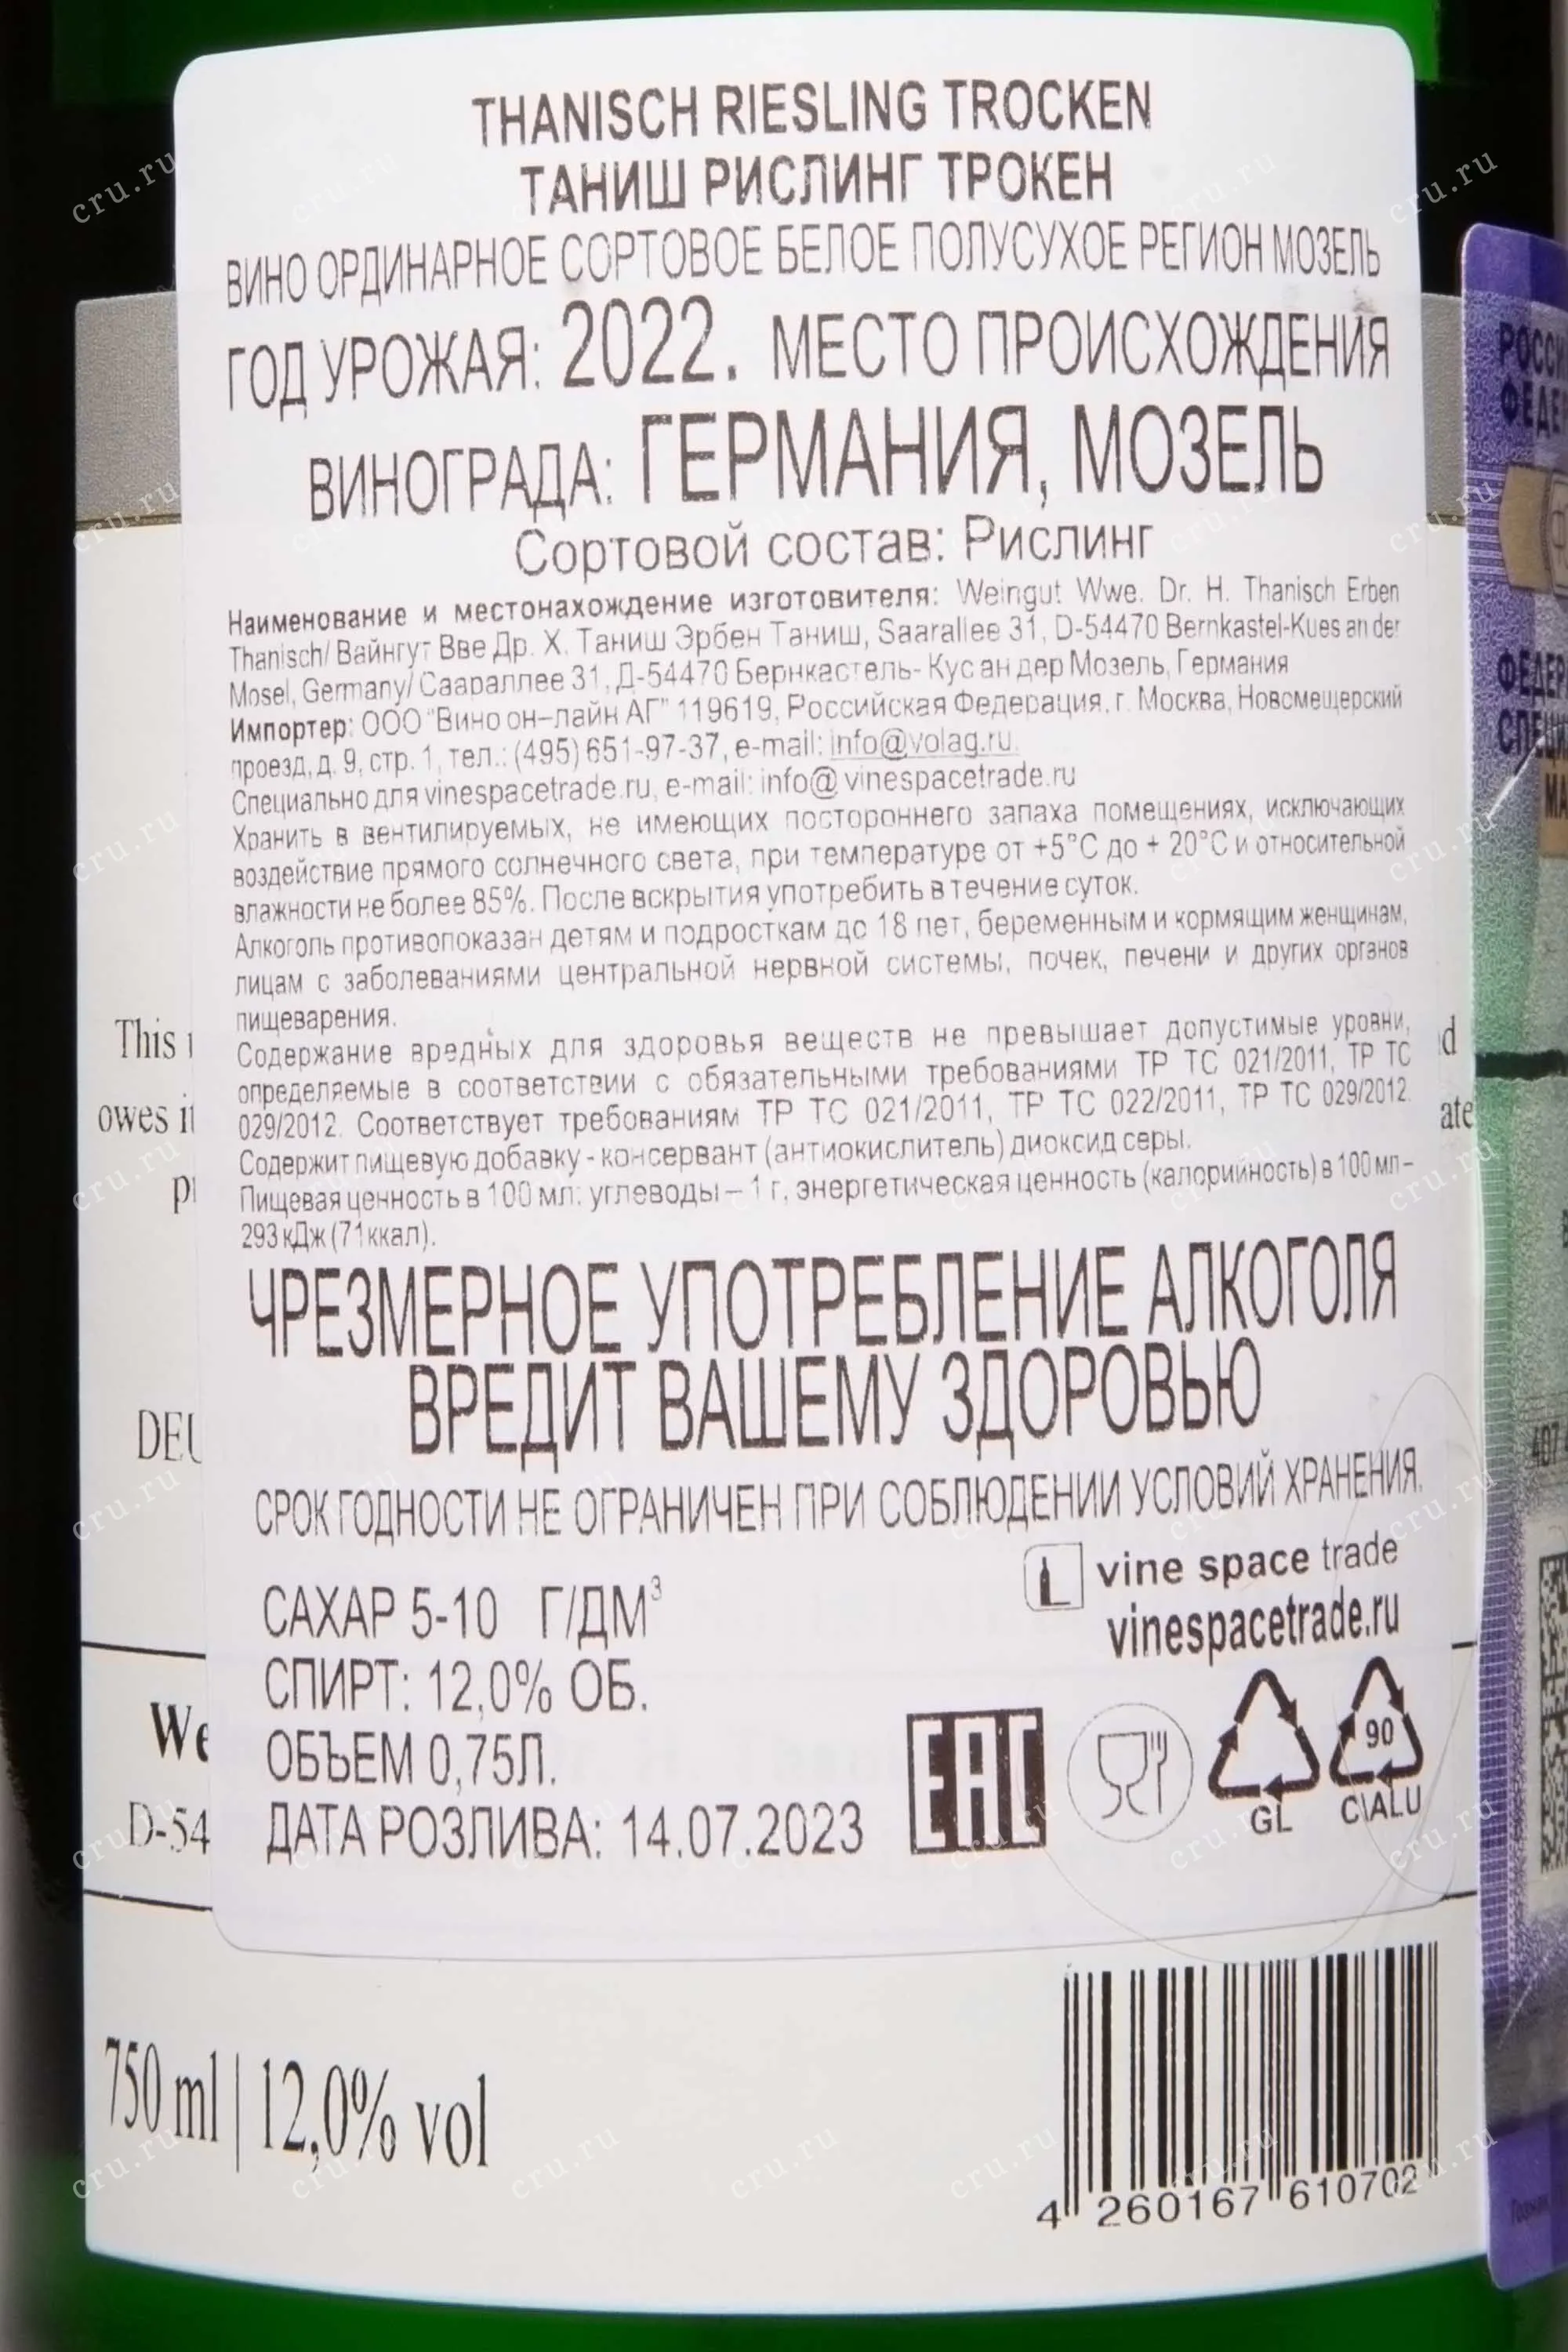 THANISCH RIESLING TROCKEN
ТАНИШ РИСЛИНГ ТРОКЕН
ВИНО ОРДИНАРНОЕ СОРТОВОЕ БЕЛОЕ ПОЛУСУХОЕ РЕГИОН МОЗЕЛЬ
ГОД УРОЖАЯ: 2022. МЕСТО ПРОИСХОЖДЕНИЯ
ВИНОГРАДА: ГЕРМАНИЯ, МОЗЕЛЬ
Сортовой состав: Рислинг
Наименование и местонахождение изготовителя: Weingut Wwe. Dr. H. Thanisch Erben
Thanisch/ Вайнгут Вве Др. Х. Таниш Эрбен Таниш, Saarallee 31, D-54470 Bernkastel-Kues an der
Mosel, Germany/ Саараллее 31, Д-54470 Бернкастель- Кус ан дер Мозель, Германия
Импортер: ООО "Вино он-лайн АГ" 119619, Российская Федерация, г. Москва, Новомещерский
проезд, д. 9, стр. 1, тел.: (495) 651-97-37, e-mail: info@volag.ru.
Специально для vinespacetrade.ru, e-mail: info@ vinespacetrade.ru
Хранить в вентилируемых, не имеющих постороннего запаха помещениях, исключающих
воздействие прямого солнечного света, при температуре от +5°C до + 20°C и относительной
влажности не более 85%. После вскрытия употребить в течение суток.
Алкоголь противопоказан детям и подросткам до 18 лет, беременным и кормящим женщинам,
лицам с заболеваниями центральной нервной системы, почек, печени и других органов
пищеварения.
Содержание вредных для здоровья веществ не превышает допустимые уровни,
определяемые в соответствии с обязательными требованиями ТР ТС 021/2011, ТР ТС
029/2012. Соответствует требованиям ТР ТС 021/2011, ТР ТС 022/2011, ТР ТС 029/2012.
Содержит пищевую добавку - консервант (антиокислитель) диоксид серы.
Пищевая ценность в 100 мл: углеводы – 1 г, энергетическая ценность (калорийность) в 100 мл –
293 кДж (71 ккал).
ЧРЕЗМЕРНОЕ УПОТРЕБЛЕНИЕ АЛКОГОЛЯ
ВРЕДИТ ВАШЕМУ ЗДОРОВЬЮ
СРОК ГОДНОСТИ НЕ ОГРАНИЧЕН ПРИ СОБЛЮДЕНИИ УСЛОВИЙ ХРАНЕНИЯ.
vine space trade
vinespacetrade.ru
САХАР 5-10 Г/ДМ³
СПИРТ: 12,0% ОБ.
ОБЪЕМ 0,75Л.
ДАТА РОЗЛИВА: 14.07.2023
EAC
GL
90
C\ALU
This
owes
DEU
We
D-54
750 ml | 12,0% vol
4 260167 610702
407
cru.ru